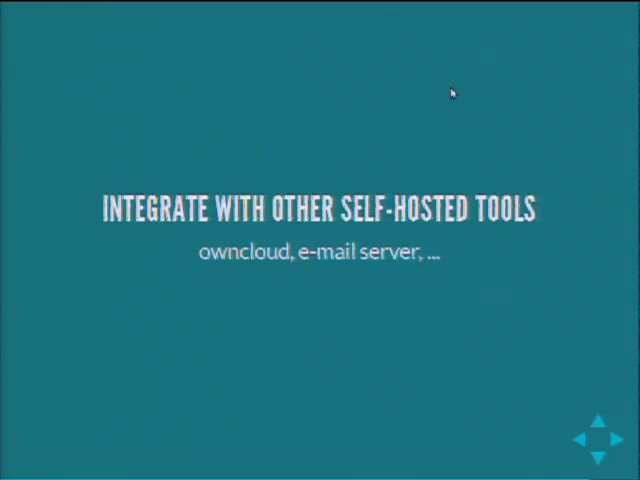 INTEGRATE WITH OTHER SELF-HOSTED TOOLS
owncloud, e-mail server, ...